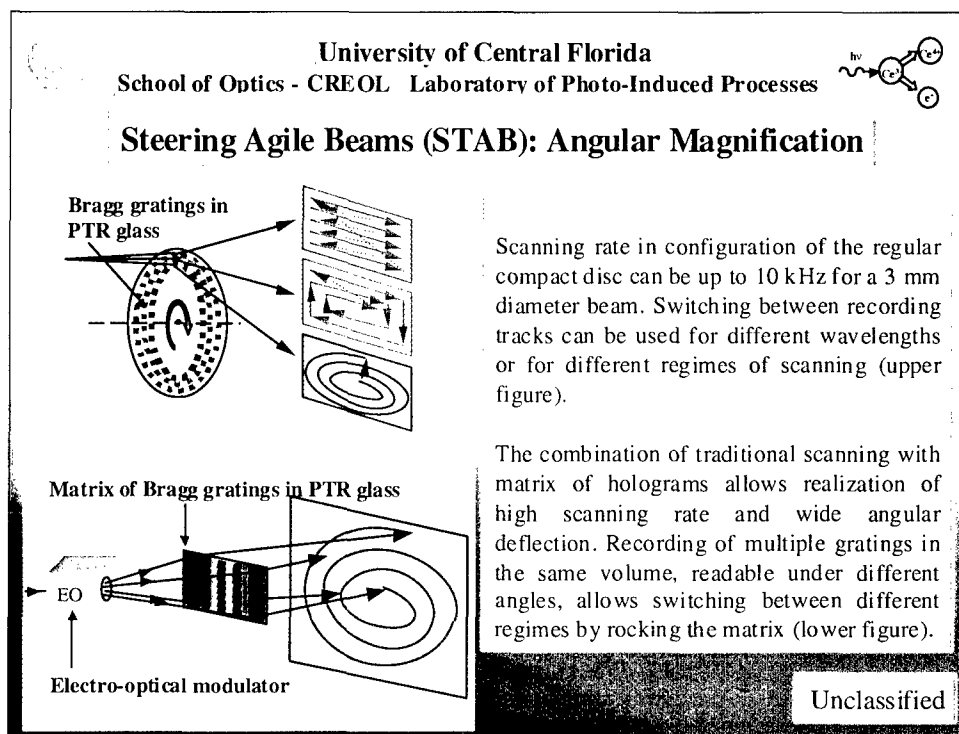 University of Central Florida
School of Optics - CREOL Laboratory of Photo-Induced Processes
hν
Ce³⁺
Ce⁴⁺
e⁻
Steering Agile Beams (STAB): Angular Magnification
Bragg gratings in
PTR glass
Scanning rate in configuration of the regular
compact disc can be up to 10 kHz for a 3 mm
diameter beam. Switching between recording
tracks can be used for different wavelengths
or for different regimes of scanning (upper
figure).
The combination of traditional scanning with
matrix of holograms allows realization of
high scanning rate and wide angular
deflection. Recording of multiple gratings in
the same volume, readable under different
angles, allows switching between different
regimes by rocking the matrix (lower figure).
Matrix of Bragg gratings in PTR glass
EO
Electro-optical modulator
Unclassified